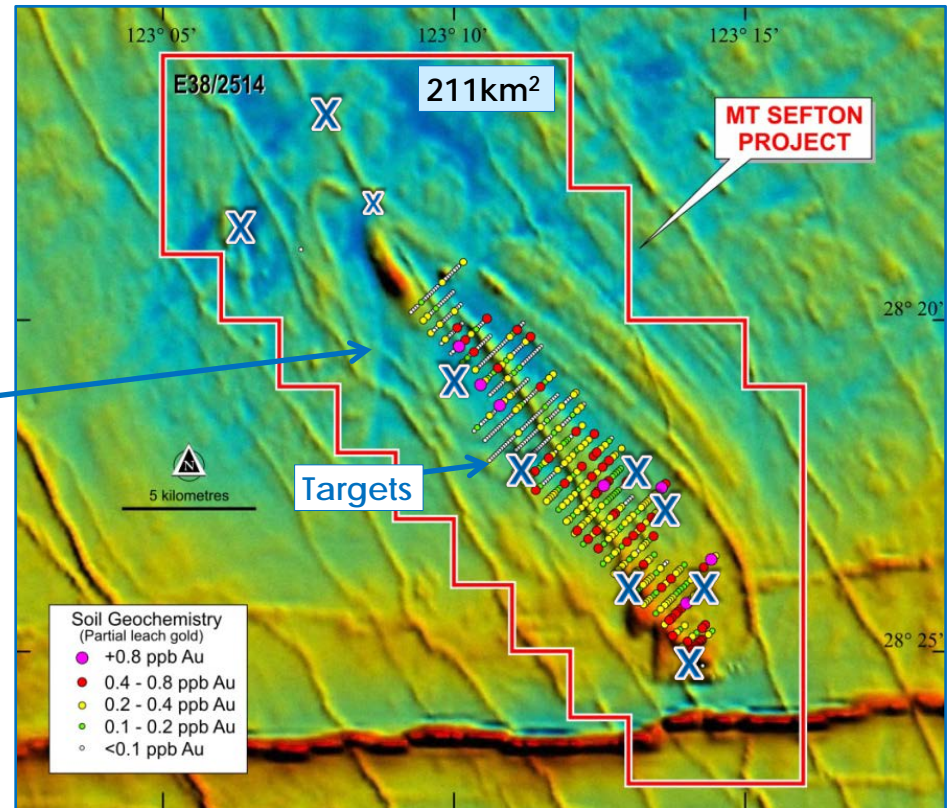 123° 05'
123° 10'
123° 15'
E38/2514
211km²
X
MT SEFTON
PROJECT
X
X
28° 20'
X
X
X
Targets
X
N
5 kilometres
X
X
Soil Geochemistry
(Partial leach gold)
+0.8 ppb Au
0.4 - 0.8 ppb Au
0.2 - 0.4 ppb Au
0.1 - 0.2 ppb Au
<0.1 ppb Au
28° 25'
X